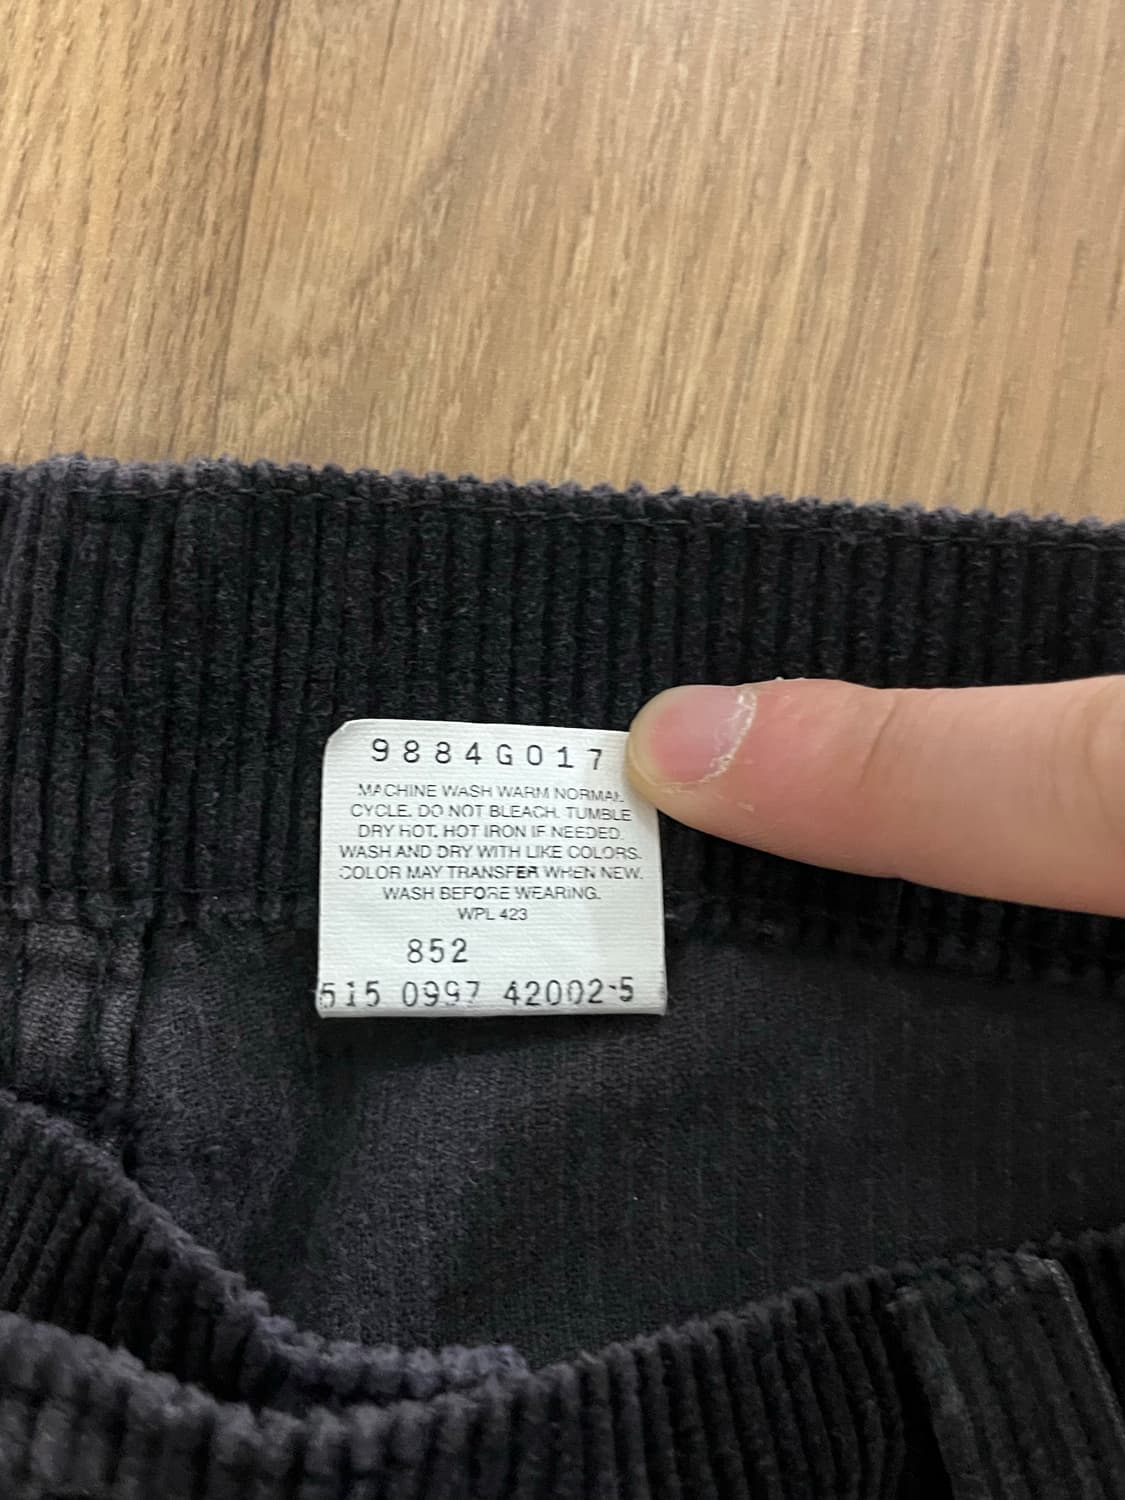 9884G017
MACHINE WASH WARM NORMAL
CYCLE. DO NOT BLEACH. TUMBLE
DRY HOT. HOT IRON IF NEEDED.
WASH AND DRY WITH LIKE COLORS.
COLOR MAY TRANSFER WHEN NEW.
WASH BEFORE WEARING.
WPL 423
852
515 0997 42002-5